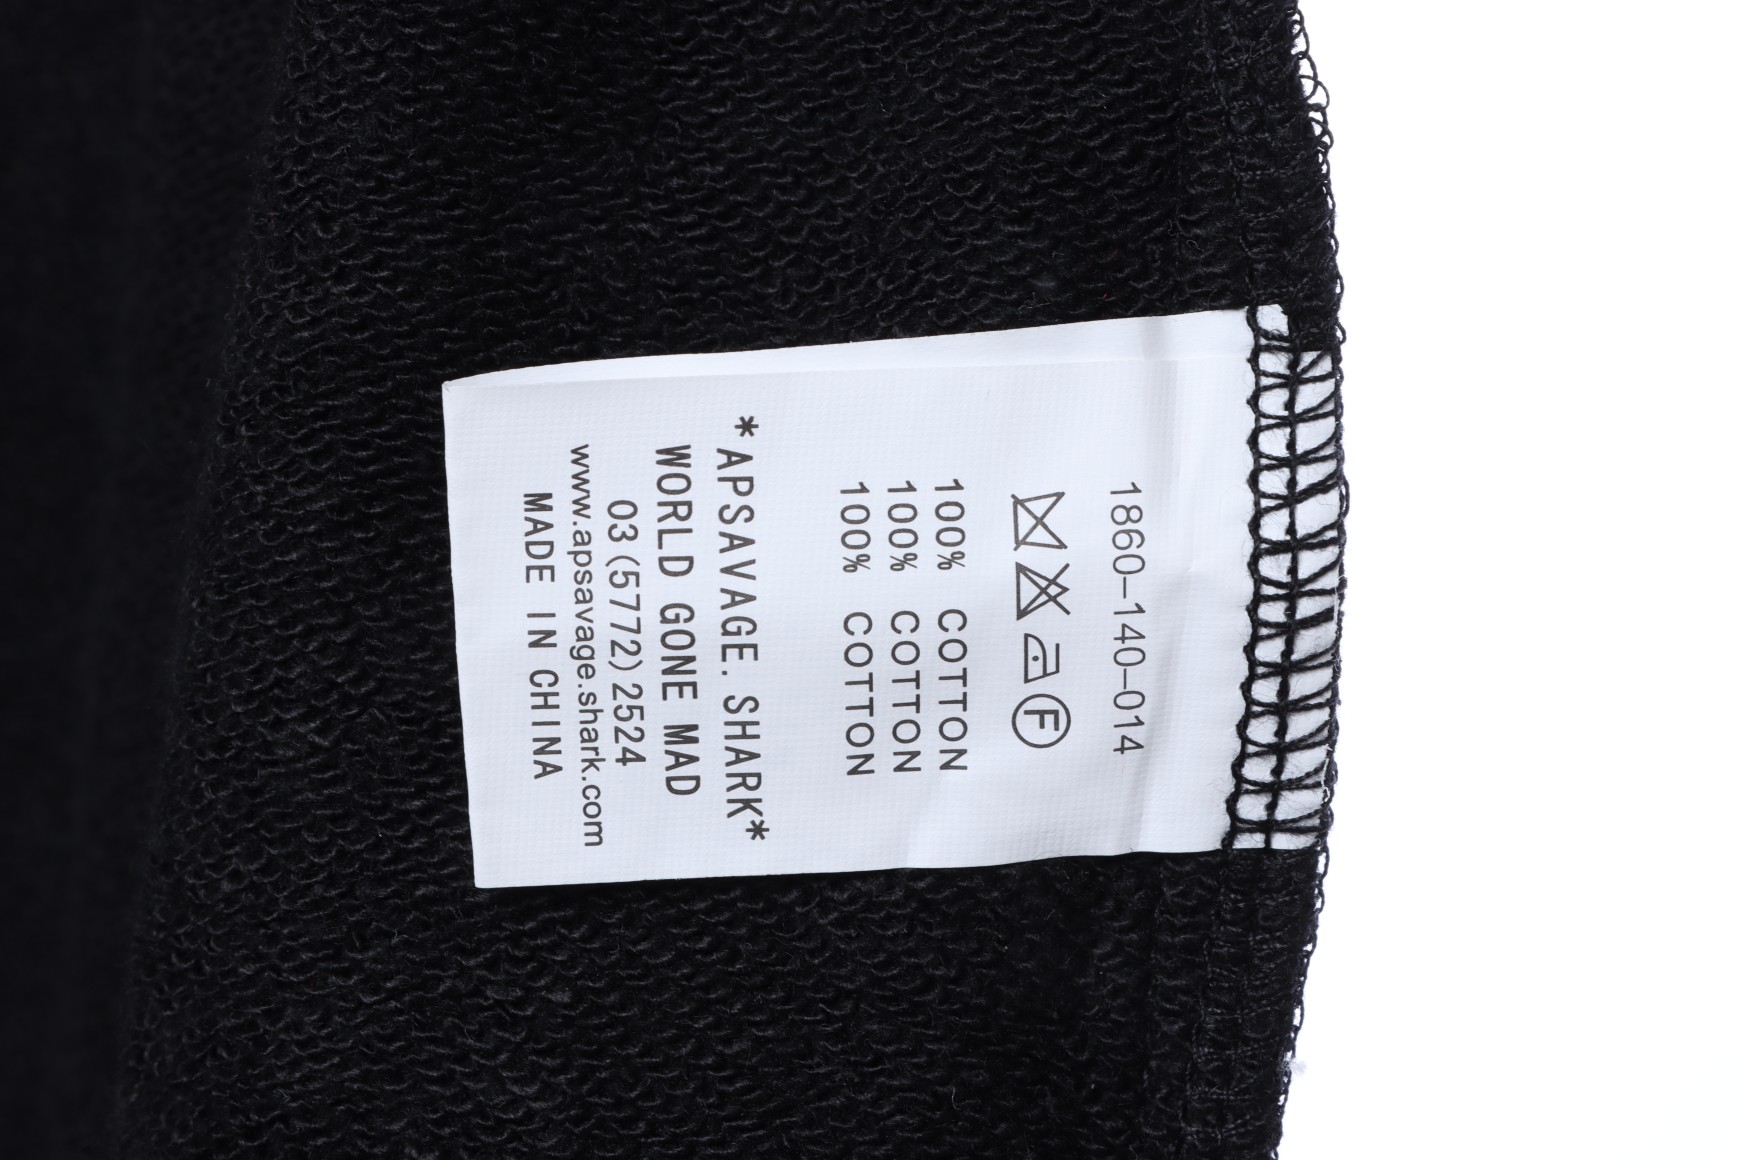 1860-140-014
F
100% COTTON
100% COTTON
100% COTTON
*APSAVAGE. SHARK*
WORLD GONE MAD
03(5772)2524
www.apsavage.shark.com
MADE IN CHINA